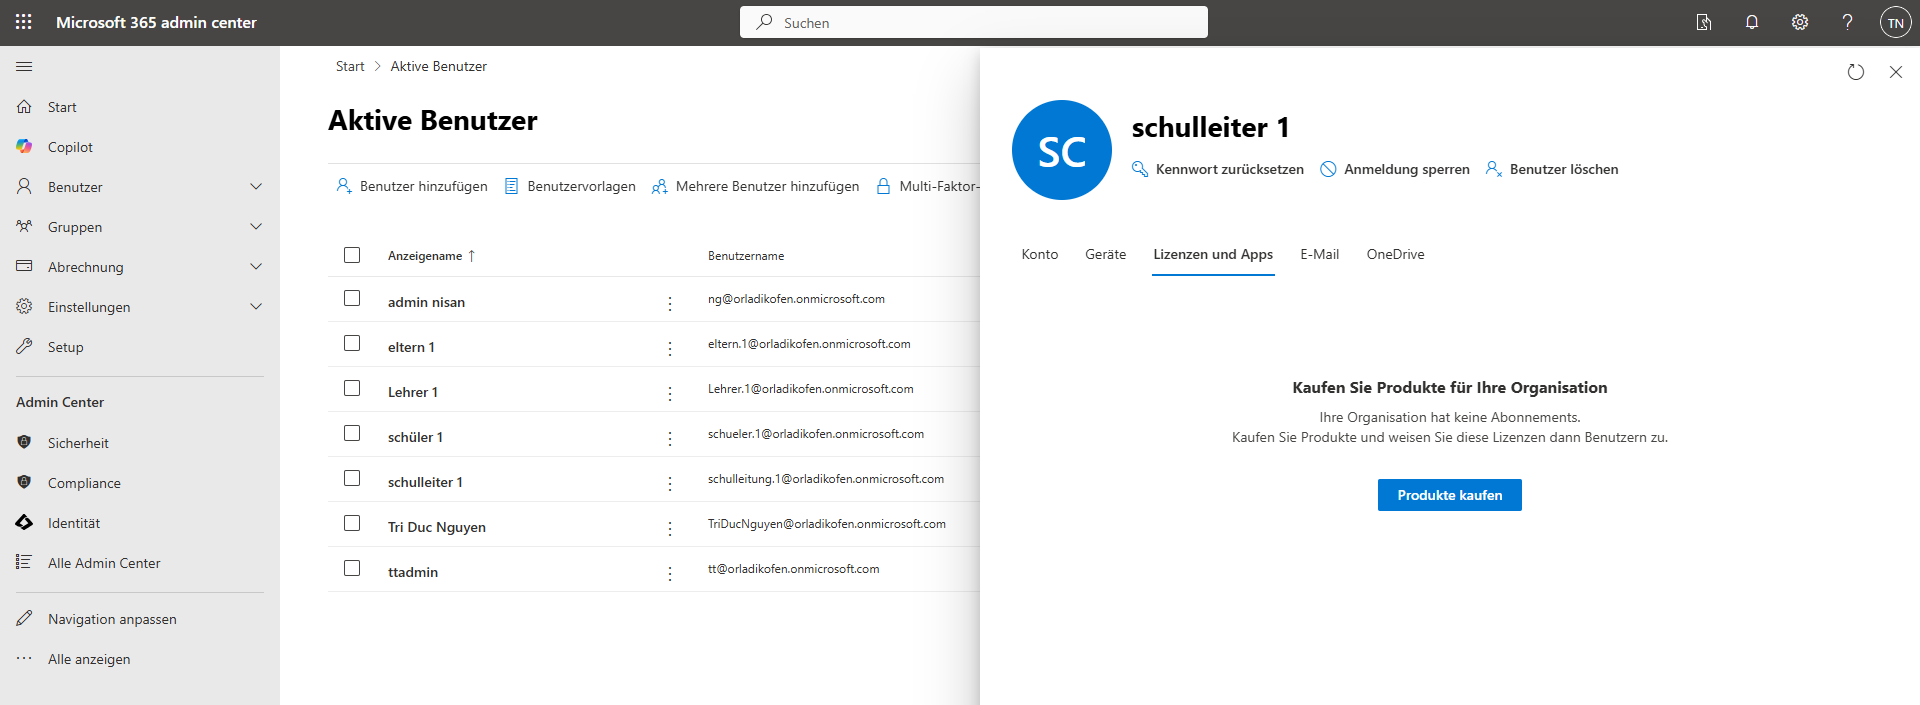 Microsoft 365 admin center
Suchen
TN
Start
Copilot
Benutzer
Gruppen
Abrechnung
Einstellungen
Setup
Admin Center
Sicherheit
Compliance
Identität
Alle Admin Center
Navigation anpassen
Alle anzeigen
Start > Aktive Benutzer
Aktive Benutzer
Benutzer hinzufügen Benutzervorlagen Mehrere Benutzer hinzufügen Multi-Faktor-
Anzeigename ↑ Benutzername
admin nisan ng@orladikofen.onmicrosoft.com
eltern 1 eltern.1@orladikofen.onmicrosoft.com
Lehrer 1 Lehrer.1@orladikofen.onmicrosoft.com
schüler 1 schueler.1@orladikofen.onmicrosoft.com
schulleiter 1 schulleitung.1@orladikofen.onmicrosoft.com
Tri Duc Nguyen TriDucNguyen@orladikofen.onmicrosoft.com
ttadmin tt@orladikofen.onmicrosoft.com
SC
schulleiter 1
Kennwort zurücksetzen Anmeldung sperren Benutzer löschen
Konto Geräte Lizenzen und Apps E-Mail OneDrive
Kaufen Sie Produkte für Ihre Organisation
Ihre Organisation hat keine Abonnements.
Kaufen Sie Produkte und weisen Sie diese Lizenzen dann Benutzern zu.
Produkte kaufen